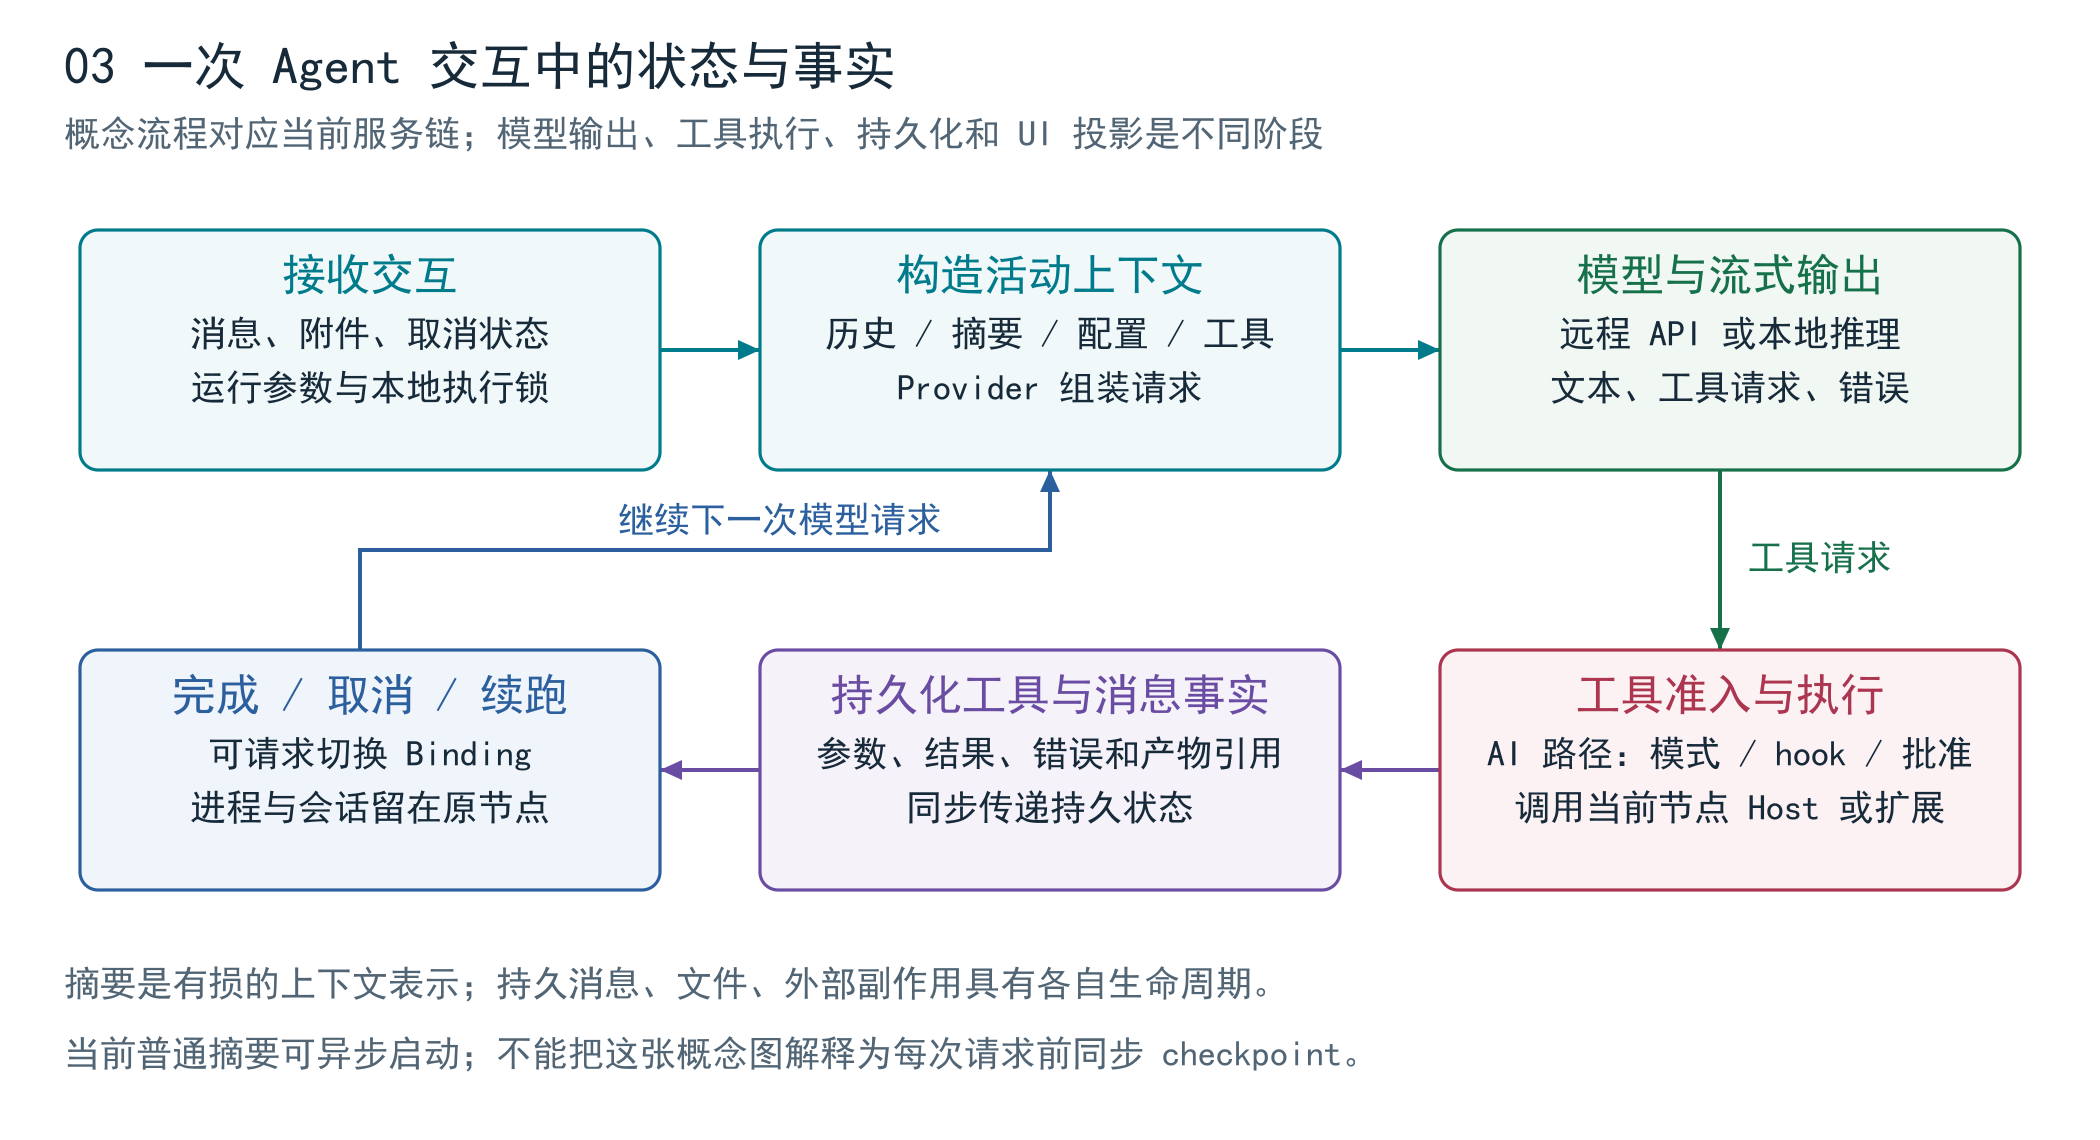 03 一次 Agent 交互中的状态与事实
概念流程对应当前服务链；模型输出、工具执行、持久化和 UI 投影是不同阶段
接收交互
消息、附件、取消状态
运行参数与本地执行锁
构造活动上下文
历史 / 摘要 / 配置 / 工具
Provider 组装请求
模型与流式输出
远程 API 或本地推理
文本、工具请求、错误
继续下一次模型请求
工具请求
完成 / 取消 / 续跑
可请求切换 Binding
进程与会话留在原节点
持久化工具与消息事实
参数、结果、错误和产物引用
同步传递持久状态
工具准入与执行
AI 路径：模式 / hook / 批准
调用当前节点 Host 或扩展
摘要是有损的上下文表示；持久消息、文件、外部副作用具有各自生命周期。
当前普通摘要可异步启动；不能把这张概念图解释为每次请求前同步 checkpoint。